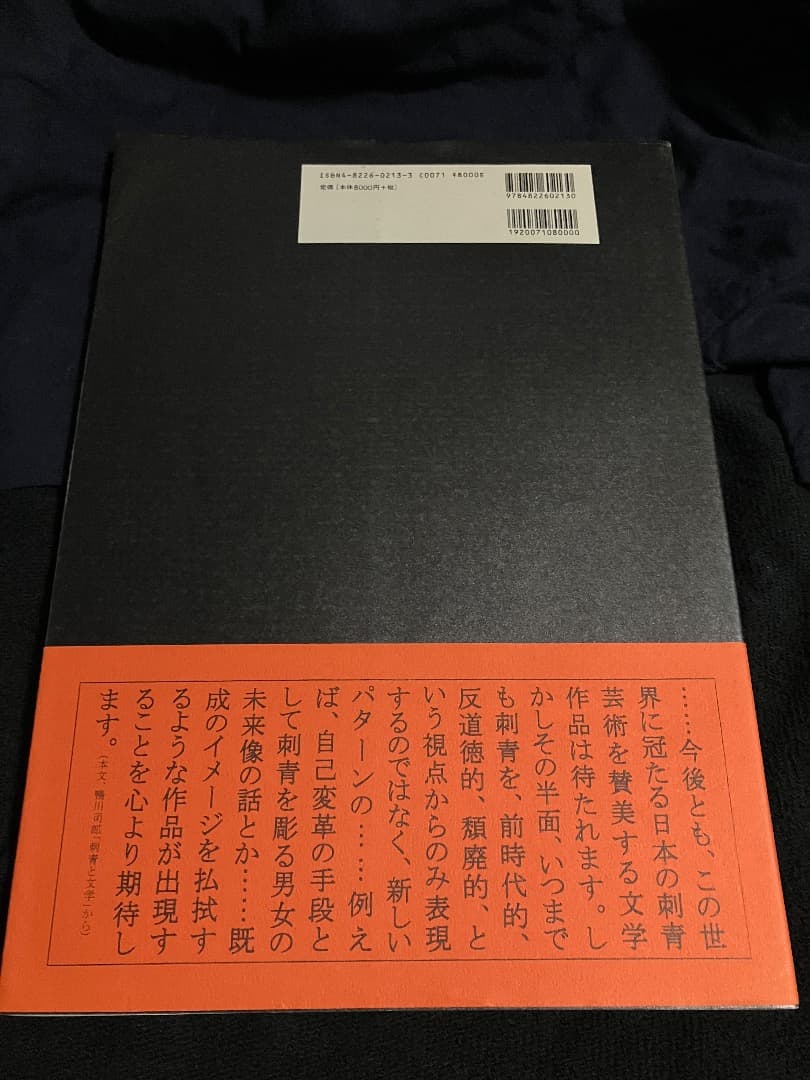 ISBN4-8226-0213-3 C0071 ¥8000E
定価［本体8000円+税］
9784822602130
1920071080000
……今後とも、この世
界に冠たる日本の刺青
芸術を賛美する文学
作品は待たれます。し
かしその半面、いつまで
も刺青を、前時代的、
反道徳的、頽廃的、と
いう視点からのみ表現
するのではなく、新しい
パターンの……例え
ば、自己変革の手段と
して刺青を彫る男女の
未来像の話とか……既
成のイメージを払拭す
るような作品が出現す
ることを心より期待し
ます。（本文、鴨川司郎「刺青と文学」から）